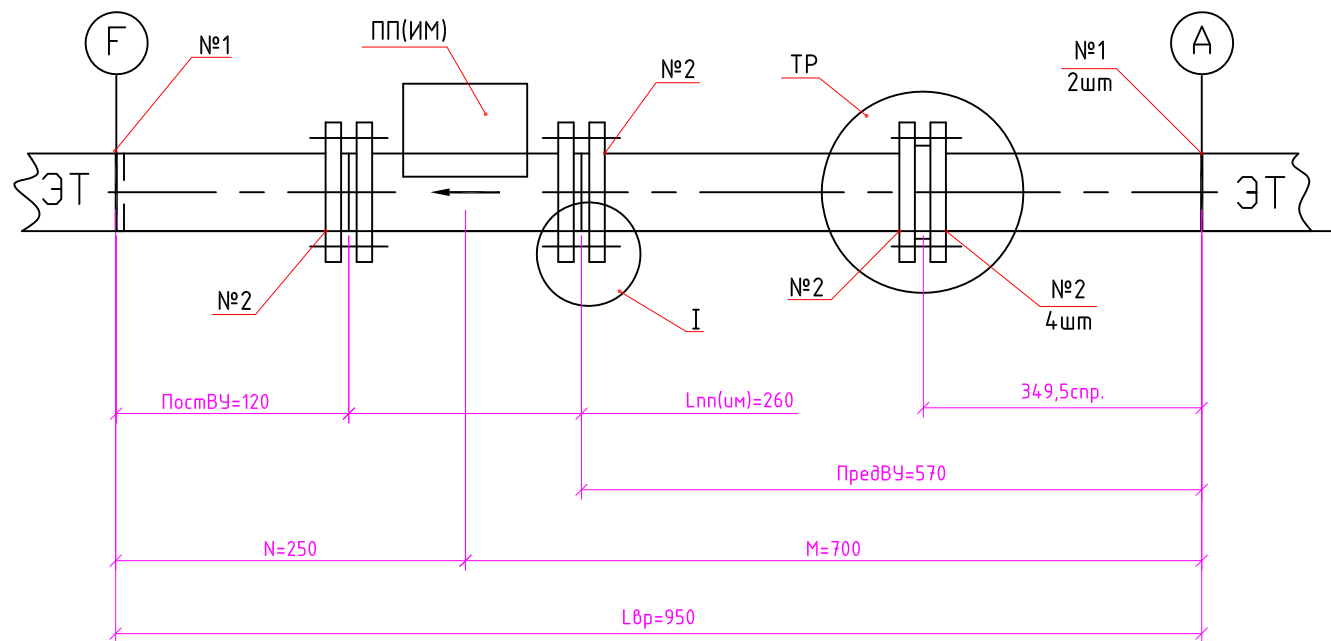 F
№1
ПП(ИМ)
№2
ТР
№1
2шт
А
ЭТ
ЭТ
№2
I
№2
№2
4шт
ПостВУ=120
Lпп(им)=260
349,5спр.
ПредВУ=570
N=250
M=700
Lвр=950